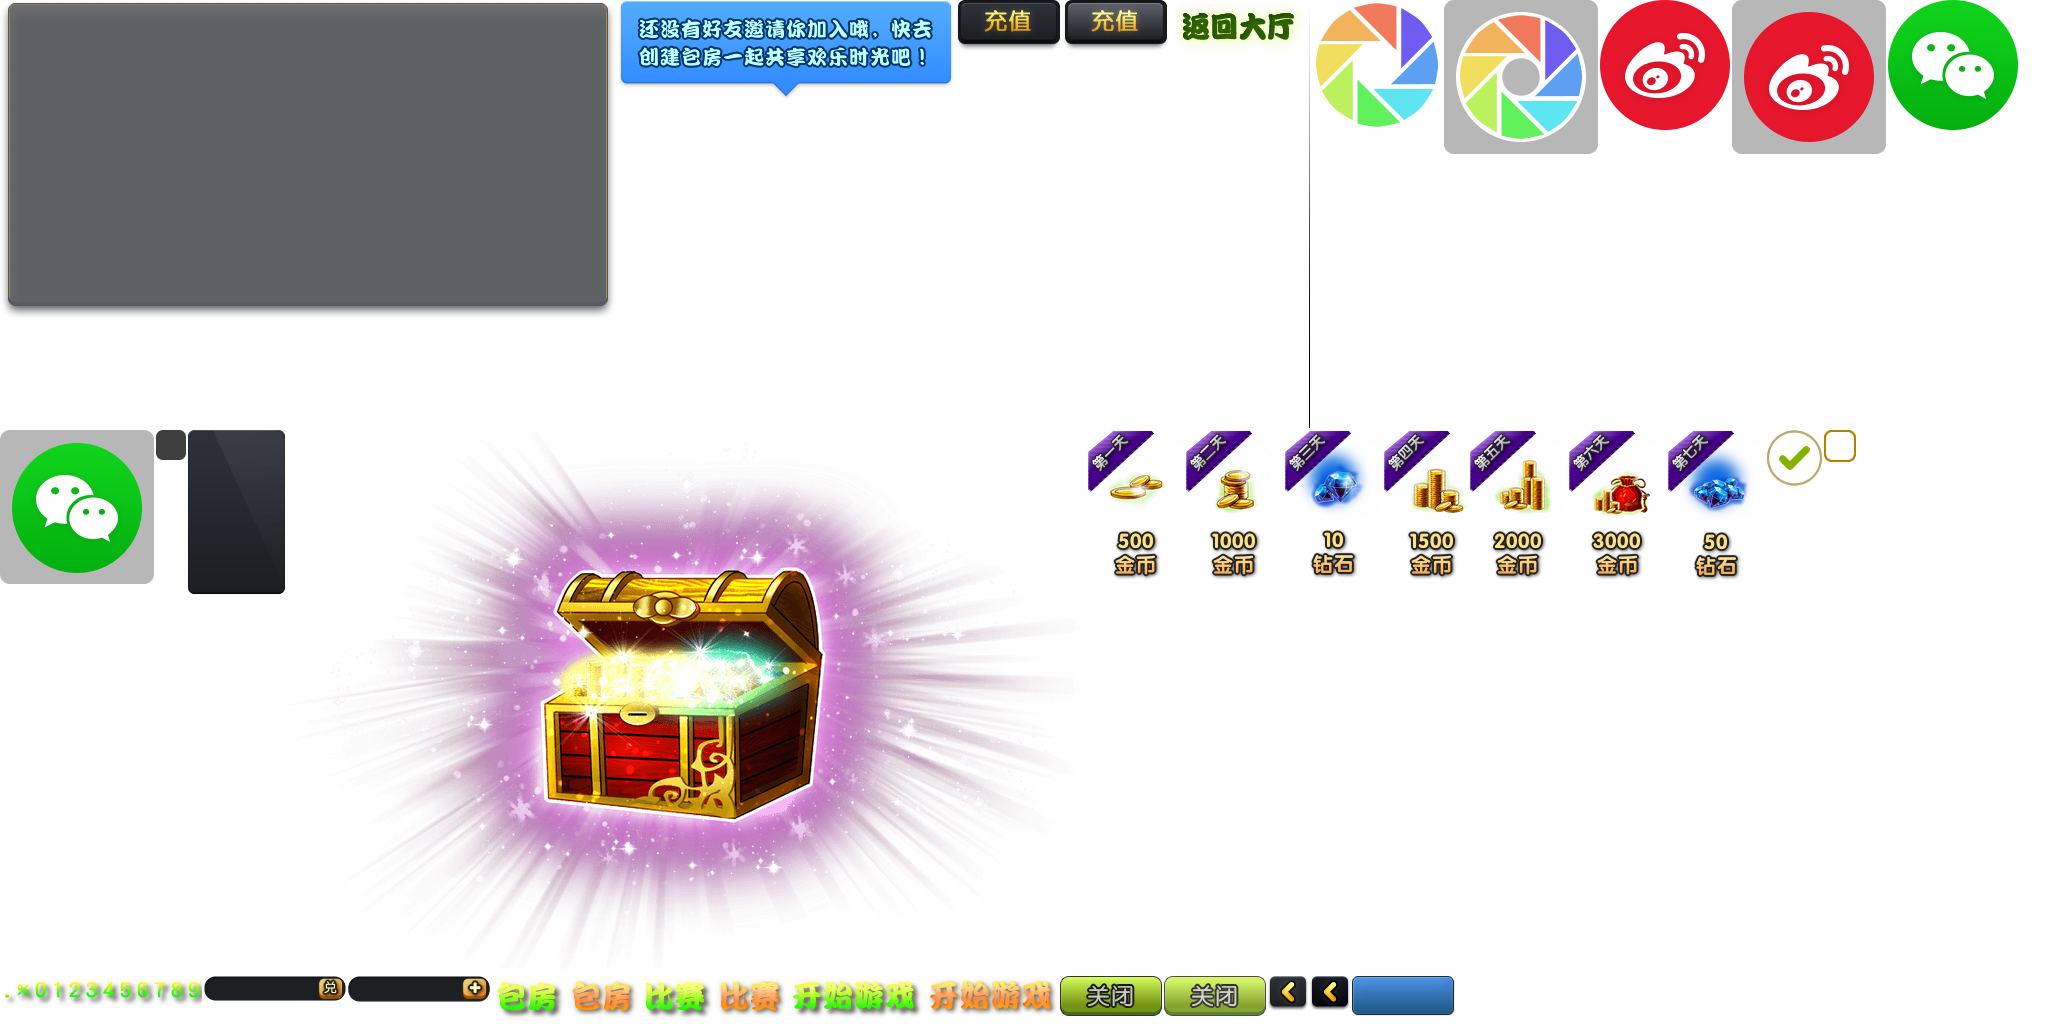 还没有好友邀请你加入哦，快去
创建包房一起共享欢乐时光吧！
充值
充值
返回大厅
第一天
500
金币
第二天
1000
金币
第三天
10
钻石
第四天
1500
金币
第五天
2000
金币
第六天
3000
金币
第七天
50
钻石
.%0123456789
兑
包房
包房
比赛
比赛
开始游戏
开始游戏
关闭
关闭